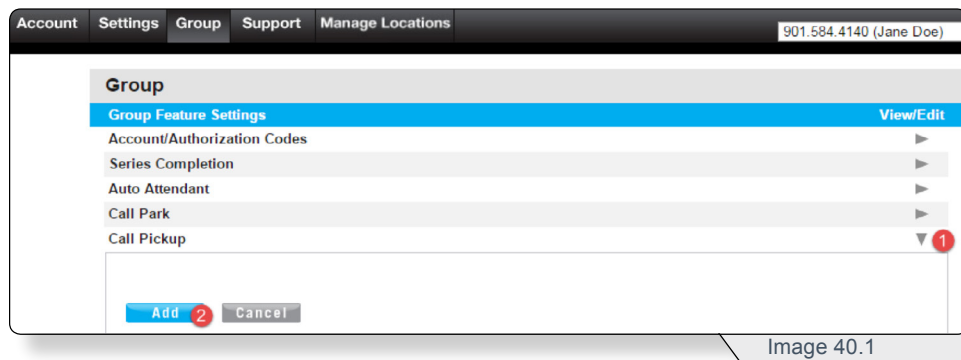 Account Settings Group Support Manage Locations
901.584.4140 (Jane Doe)
Group
Group Feature Settings View/Edit
Account/Authorization Codes
Series Completion
Auto Attendant
Call Park
Call Pickup 1
Add 2 Cancel
Image 40.1